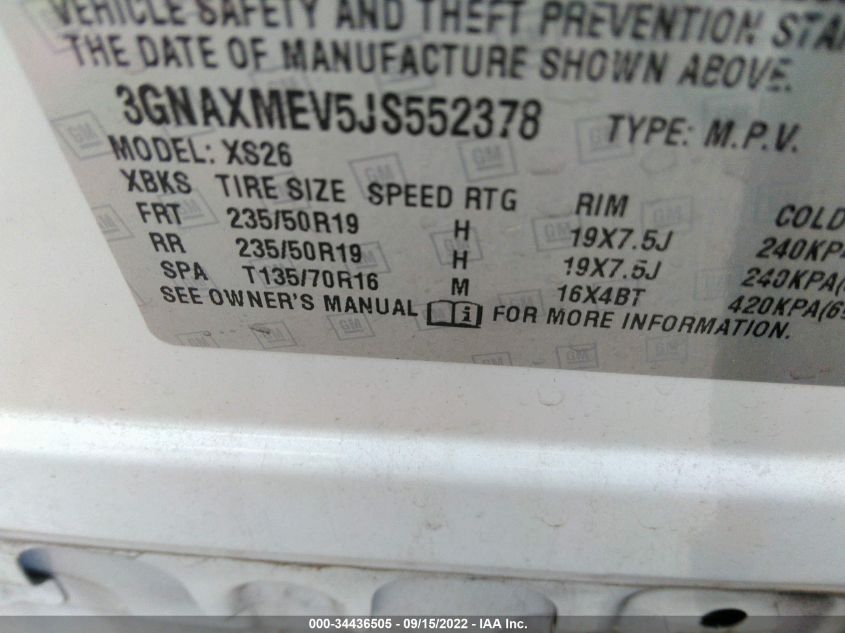 VEHICLE SAFETY AND THEFT PREVENTION STA
THE DATE OF MANUFACTURE SHOWN ABOVE.
3GNAXMEV5JS552378 TYPE: M.P.V.
MODEL: XS26
XBKS TIRE SIZE SPEED RTG RIM COLD
FRT 235/50R19 H 19X7.5J 240KPA
RR 235/50R19 H 19X7.5J 240KPA(
SPA T135/70R16 M 16X4BT 420KPA(6
SEE OWNER'S MANUAL i FOR MORE INFORMATION.
GM
000-34436505 - 09/15/2022 - IAA Inc.